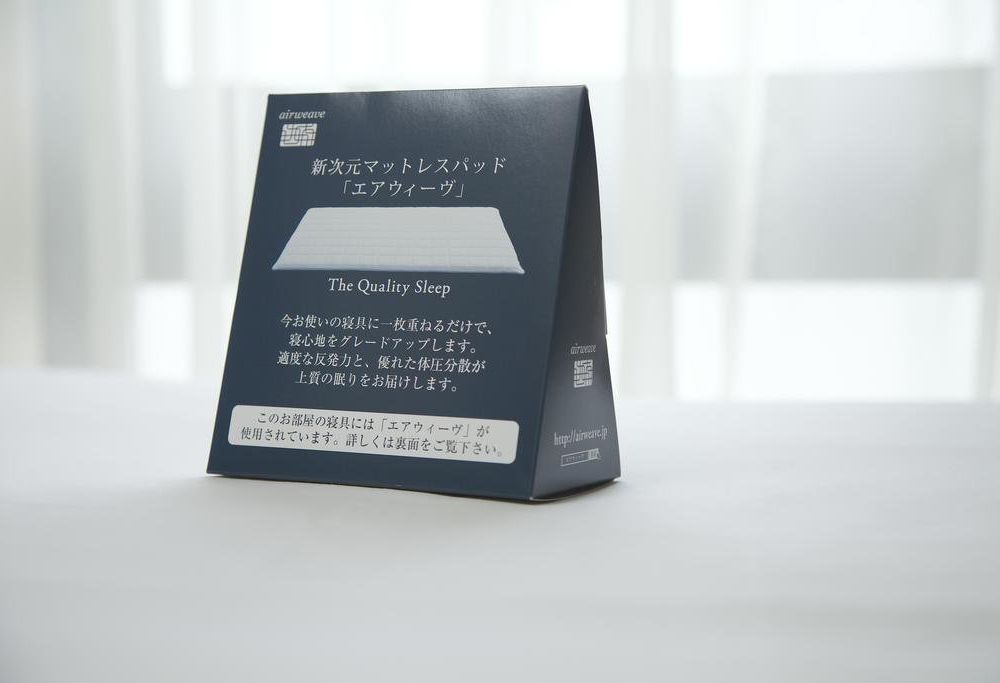 airweave
新次元マットレスパッド
「エアウィーヴ」
The Quality Sleep
今お使いの寝具に一枚重ねるだけで、
寝心地をグレードアップします。
適度な反発力と、優れた体圧分散が
上質の眠りをお届けします。
このお部屋の寝具には「エアウィーヴ」が
使用されています。詳しくは裏面をご覧下さい。
airweave
http://airweave.jp